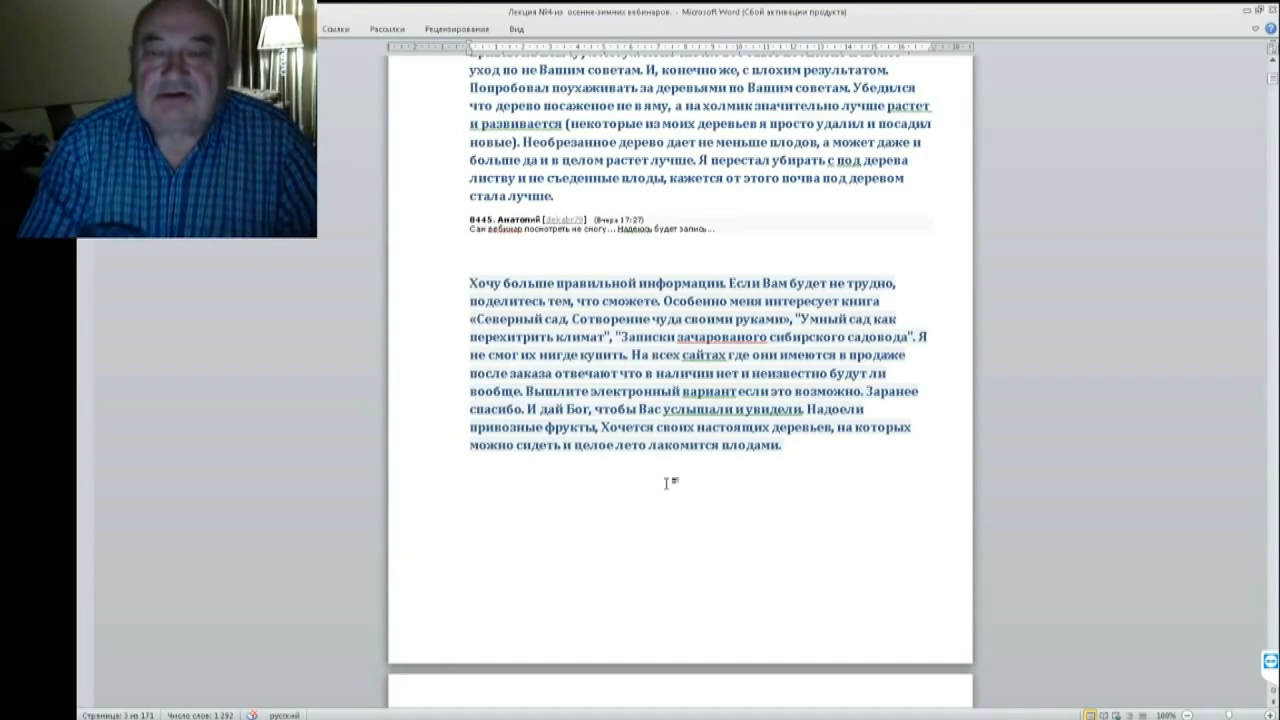 Лекция №4 из осенне-зимних вебинаров. - Microsoft Word (Сбой активации продукта)
Ссылки Рассылки Рецензирование Вид
уход по не Вашим советам. И, конечно же, с плохим результатом.
Попробовал поухаживать за деревьями по Вашим советам. Убедился
что дерево посаженое не в яму, а на холмик значительно лучше растет
и развивается (некоторые из моих деревьев я просто удалил и посадил
новые). Необрезанное дерево дает не меньше плодов, а может даже и
больше да и в целом растет лучше. Я перестал убирать с под дерева
листву и не съеденные плоды, кажется от этого почва под деревом
стала лучше.
8445. Анатолий [dekabr79] (Вчера 17:27)
Сам вебинар посмотреть не смогу... Надеюсь будет запись...
Хочу больше правильной информации. Если Вам будет не трудно,
поделитесь тем, что сможете. Особенно меня интересует книга
«Северный сад. Сотворение чуда своими руками», "Умный сад как
перехитрить климат", "Записки зачарованого сибирского садовода". Я
не смог их нигде купить. На всех сайтах где они имеются в продаже
после заказа отвечают что в наличии нет и неизвестно будут ли
вообще. Вышлите электронный вариант если это возможно. Заранее
спасибо. И дай Бог, чтобы Вас услышали и увидели. Надоели
привозные фрукты, Хочется своих настоящих деревьев, на которых
можно сидеть и целое лето лакомится плодами.
Страница: 3 из 171 Число слов: 1 292 русский 100%